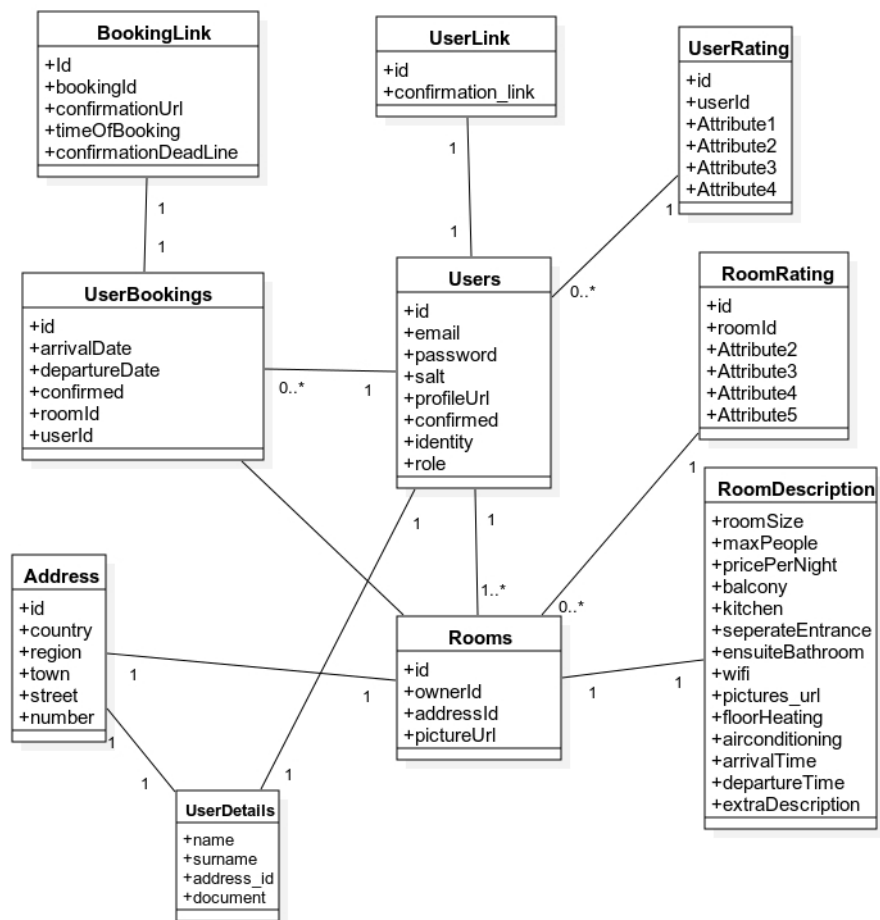 BookingLink
+Id
+bookingId
+confirmationUrl
+timeOfBooking
+confirmationDeadLine
UserLink
+id
+confirmation_link
UserRating
+id
+userId
+Attribute1
+Attribute2
+Attribute3
+Attribute4
1
1
1
1
1
0..*
UserBookings
+id
+arrivalDate
+departureDate
+confirmed
+roomId
+userId
0..*
1
Users
+id
+email
+password
+salt
+profileUrl
+confirmed
+identity
+role
RoomRating
+id
+roomId
+Attribute2
+Attribute3
+Attribute4
+Attribute5
1
0..*
1
1
1..*
Address
+id
+country
+region
+town
+street
+number
1
1
Rooms
+id
+ownerId
+addressId
+pictureUrl
1
1
RoomDescription
+roomSize
+maxPeople
+pricePerNight
+balcony
+kitchen
+seperateEntrance
+ensuiteBathroom
+wifi
+pictures_url
+floorHeating
+airconditioning
+arrivalTime
+departureTime
+extraDescription
1
1
1
UserDetails
+name
+surname
+address_id
+document